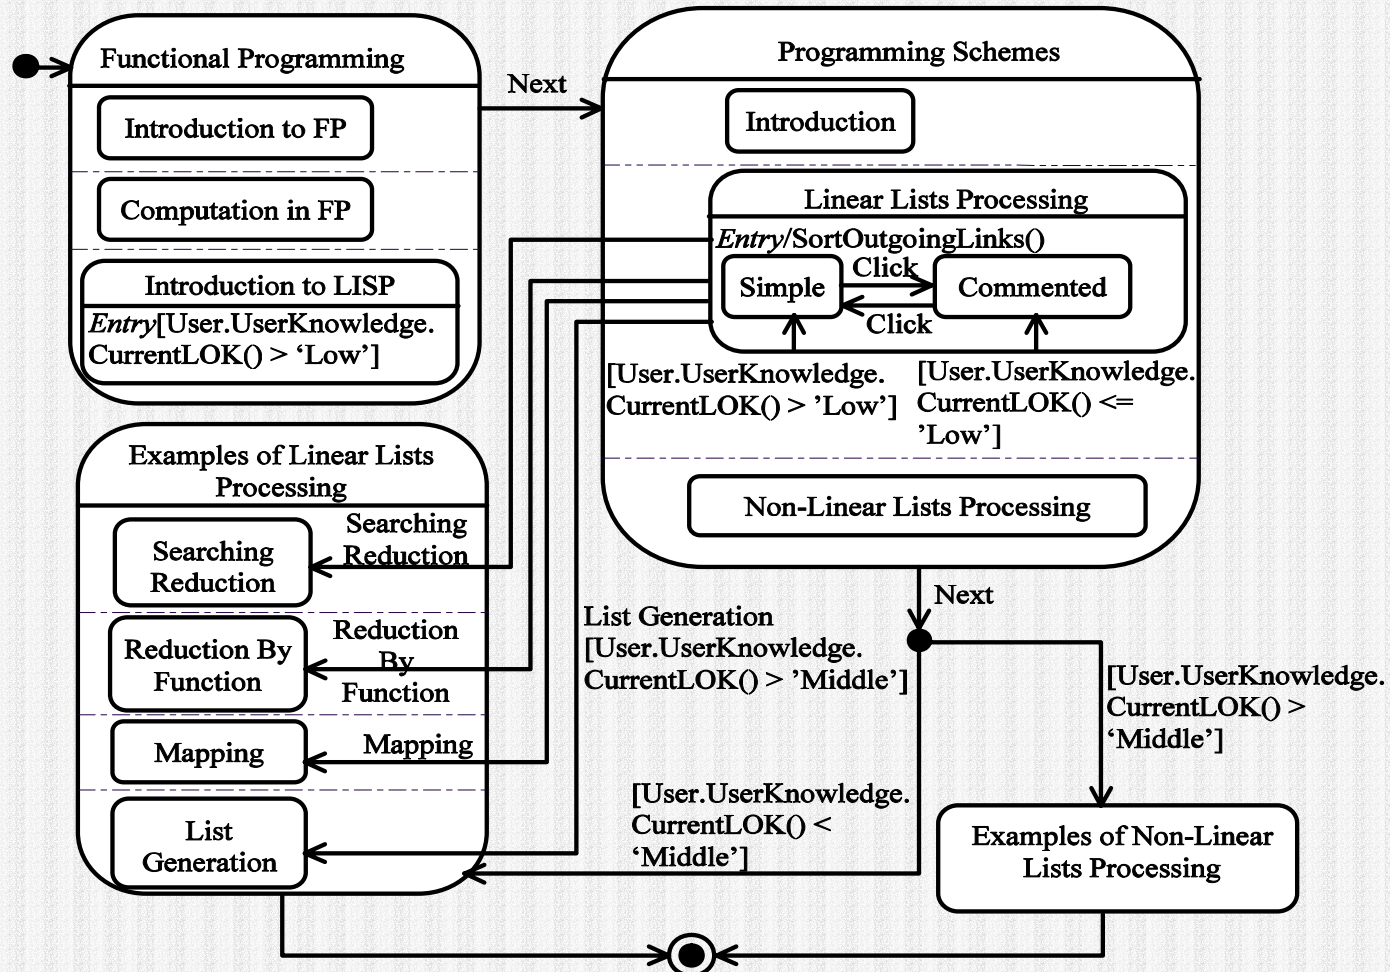 Functional Programming
Introduction to FP
Computation in FP
Introduction to LISP
Entry[User.UserKnowledge.
CurrentLOK() > ‘Low’]
Next
Programming Schemes
Introduction
Linear Lists Processing
Entry/SortOutgoingLinks()
Simple
Click
Commented
Click
[User.UserKnowledge.
CurrentLOK() > ’Low’]
[User.UserKnowledge.
CurrentLOK() <=
’Low’]
Non-Linear Lists Processing
Examples of Linear Lists
Processing
Searching
Reduction
Searching
Reduction
Reduction By
Function
Reduction
By
Function
Mapping
Mapping
List
Generation
List Generation
[User.UserKnowledge.
CurrentLOK() > ’Middle’]
Next
[User.UserKnowledge.
CurrentLOK() >
‘Middle’]
[User.UserKnowledge.
CurrentLOK() <
‘Middle’]
Examples of Non-Linear
Lists Processing